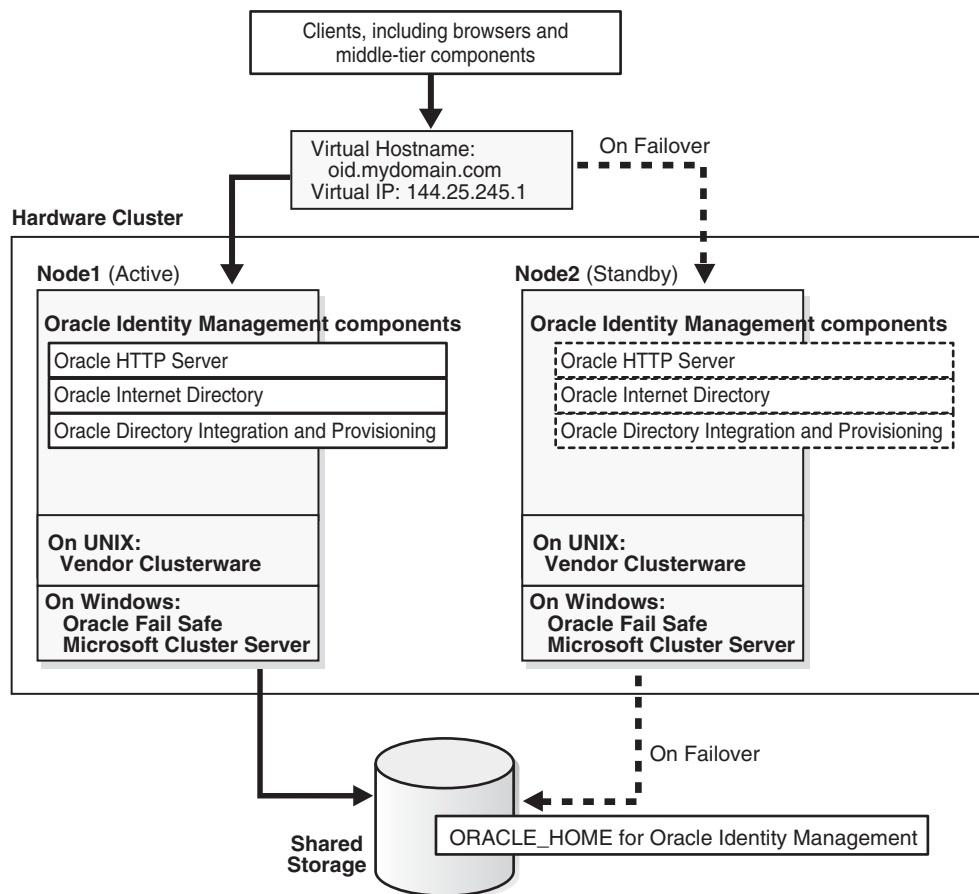 Clients, including browsers and
middle-tier components
Virtual Hostname:
oid.mydomain.com
Virtual IP: 144.25.245.1
On Failover
Hardware Cluster
Node1 (Active)
Oracle Identity Management components
Oracle HTTP Server
Oracle Internet Directory
Oracle Directory Integration and Provisioning
On UNIX:
Vendor Clusterware
On Windows:
Oracle Fail Safe
Microsoft Cluster Server
Node2 (Standby)
Oracle Identity Management components
Oracle HTTP Server
Oracle Internet Directory
Oracle Directory Integration and Provisioning
On UNIX:
Vendor Clusterware
On Windows:
Oracle Fail Safe
Microsoft Cluster Server
On Failover
Shared
Storage
ORACLE_HOME for Oracle Identity Management